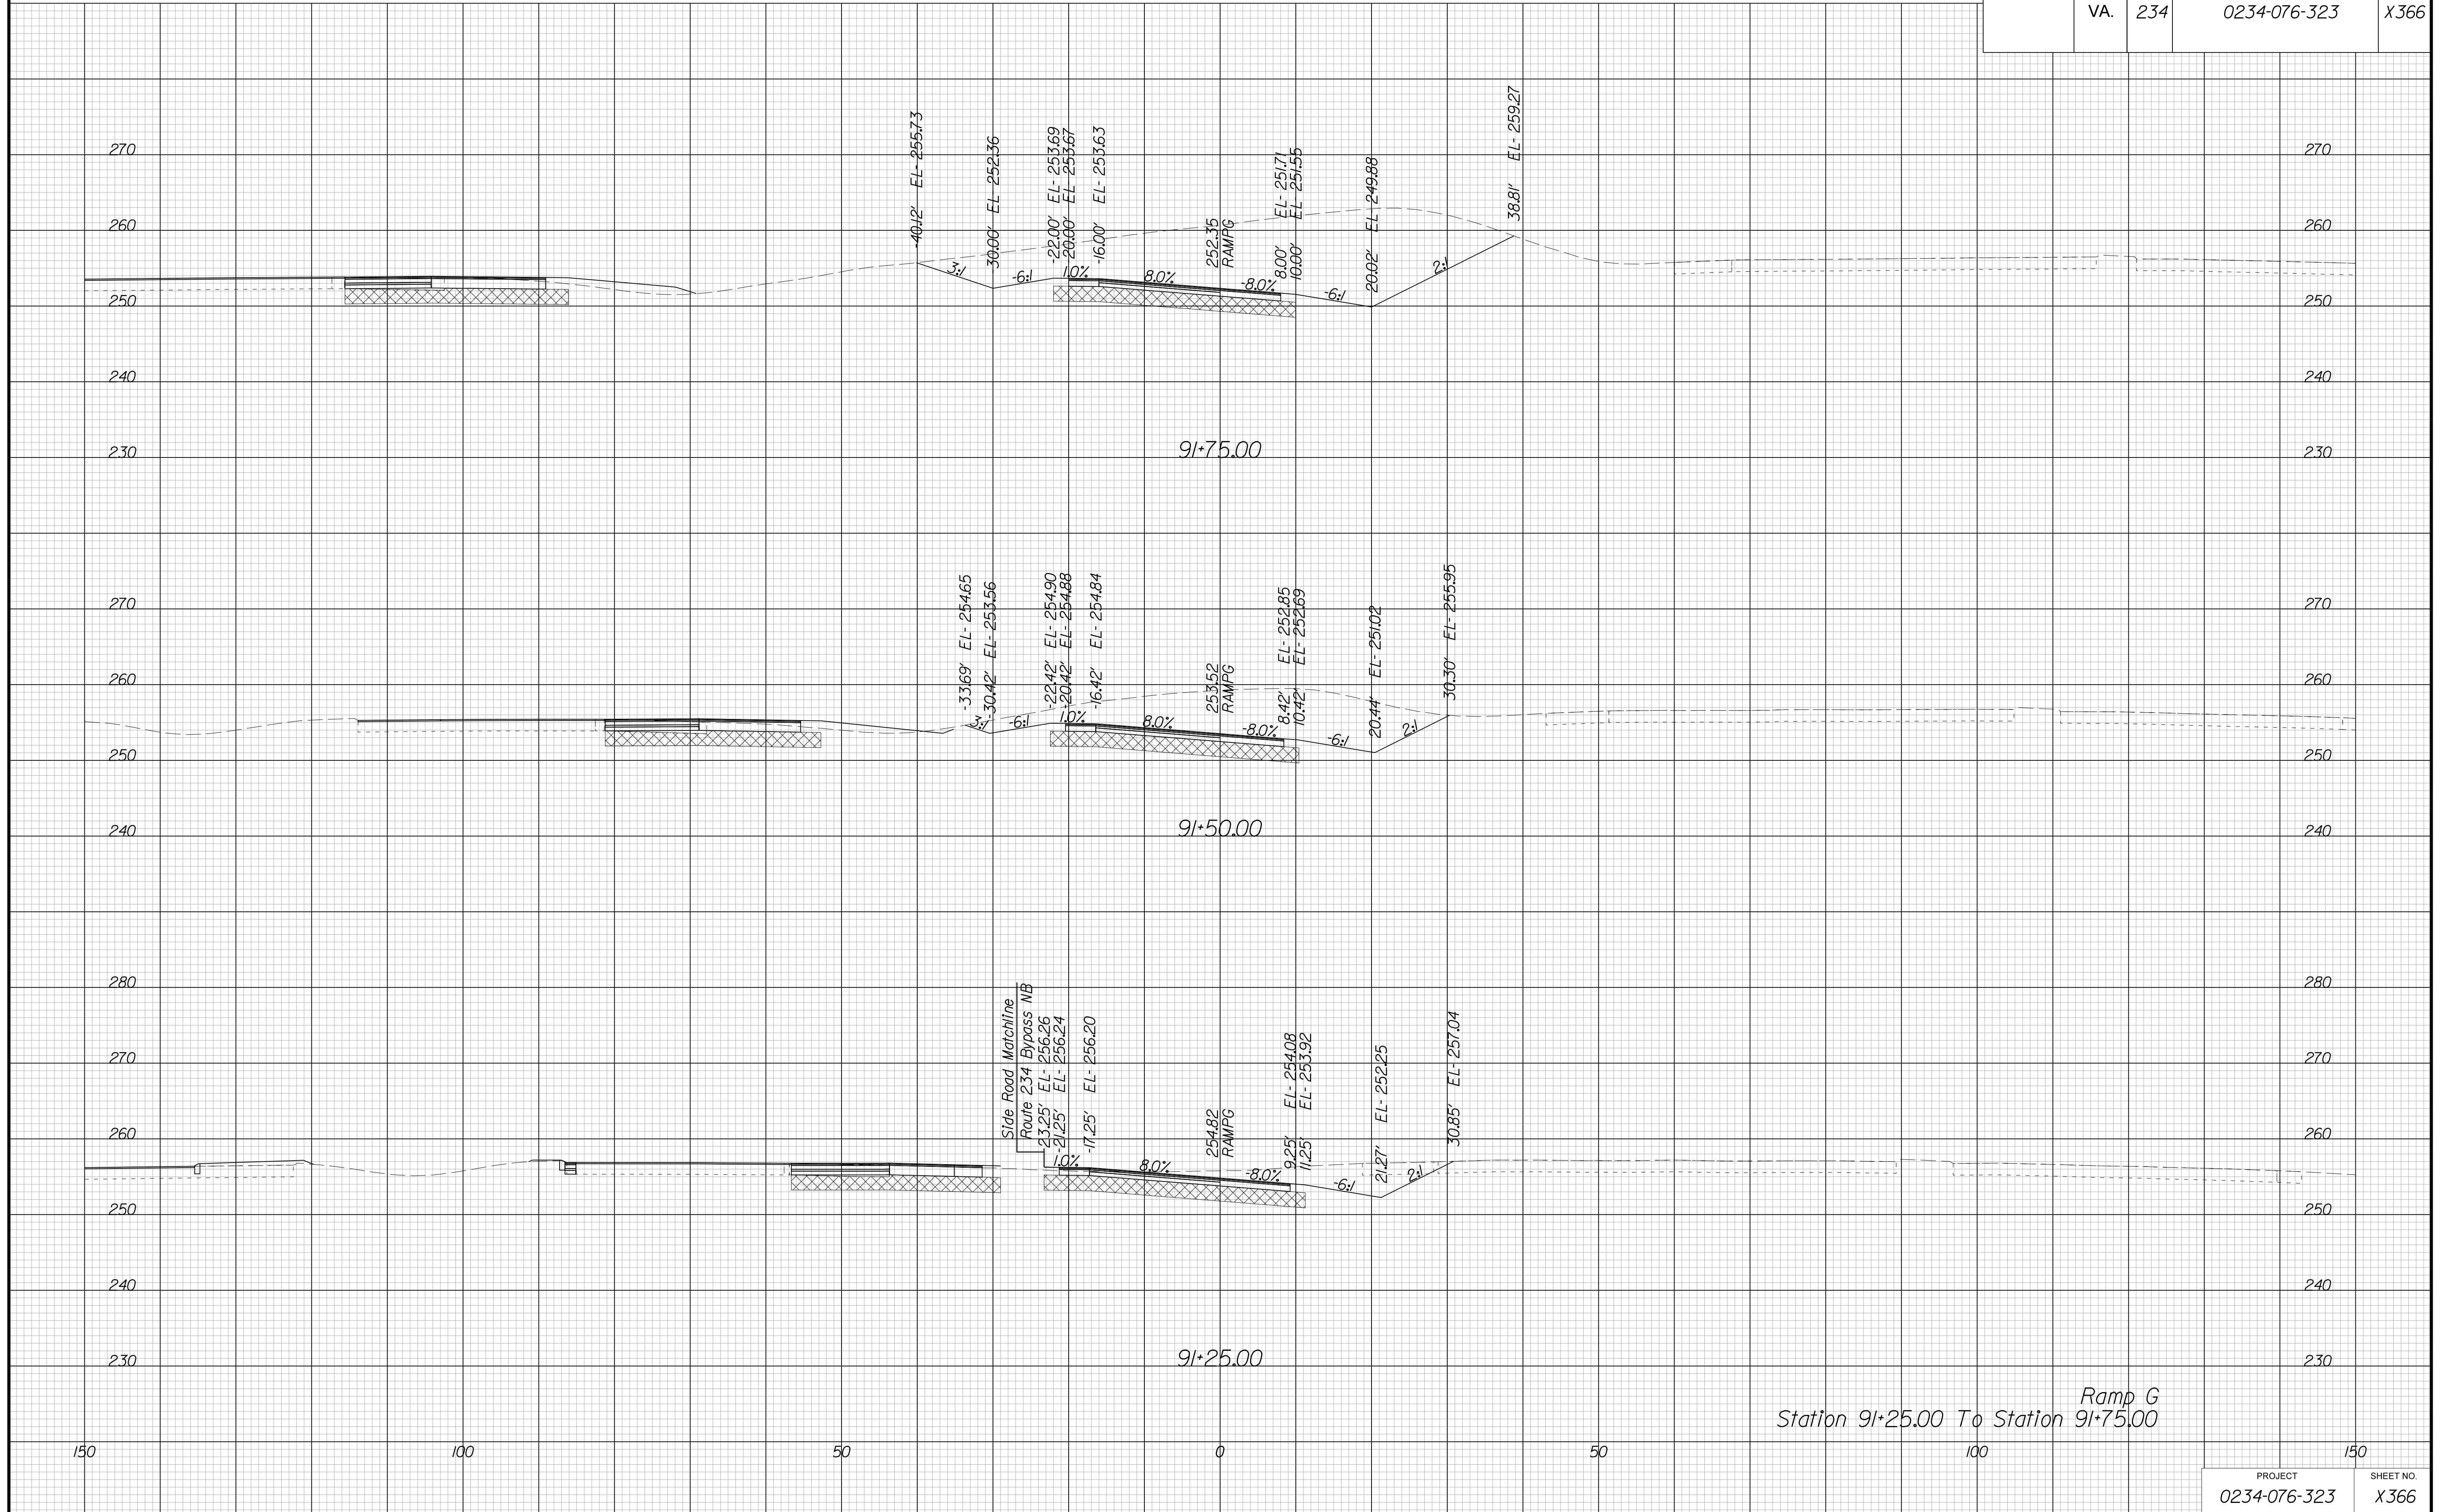 VA. 234 0234-076-323 X366
-40.12' EL- 255.73
30.00' EL- 252.36
-22.00' EL- 253.69
-20.00' EL- 253.67
-16.00' EL- 253.63
252.35
RAMPG
8.00' EL- 251.71
10.00' EL- 251.55
20.02' EL- 249.88
38.81' EL- 259.27
270 270
260 260
3:1 -6:1 1.0% 8.0% -8.0% -6:1 2:1
250 250
240 240
230 91+75.00 230
-33.69' EL- 254.65
-30.42' EL- 253.56
-22.42' EL- 254.90
-20.42' EL- 254.88
-16.42' EL- 254.84
253.52
RAMPG
8.42' EL- 252.85
10.42' EL- 252.69
20.44' EL- 251.02
30.30' EL- 255.95
270 270
260 260
-3:1 -6:1 1.0% 8.0% -8.0% -6:1 2:1
250 250
240 91+50.00 240
280 280
Side Road Matchline
Route 234 Bypass NB
-23.25' EL- 256.26
-21.25' EL- 256.24
-17.25' EL- 256.20
254.82
RAMPG
9.25' EL- 254.08
11.25' EL- 253.92
21.27' EL- 252.25
30.85' EL- 257.04
270 270
260 260
1.0% 8.0% -8.0% -6:1 2:1
250 250
240 240
230 91+25.00 230
Ramp G
Station 91+25.00 To Station 91+75.00
150 100 50 0 50 100 150
PROJECT SHEET NO.
0234-076-323 X366